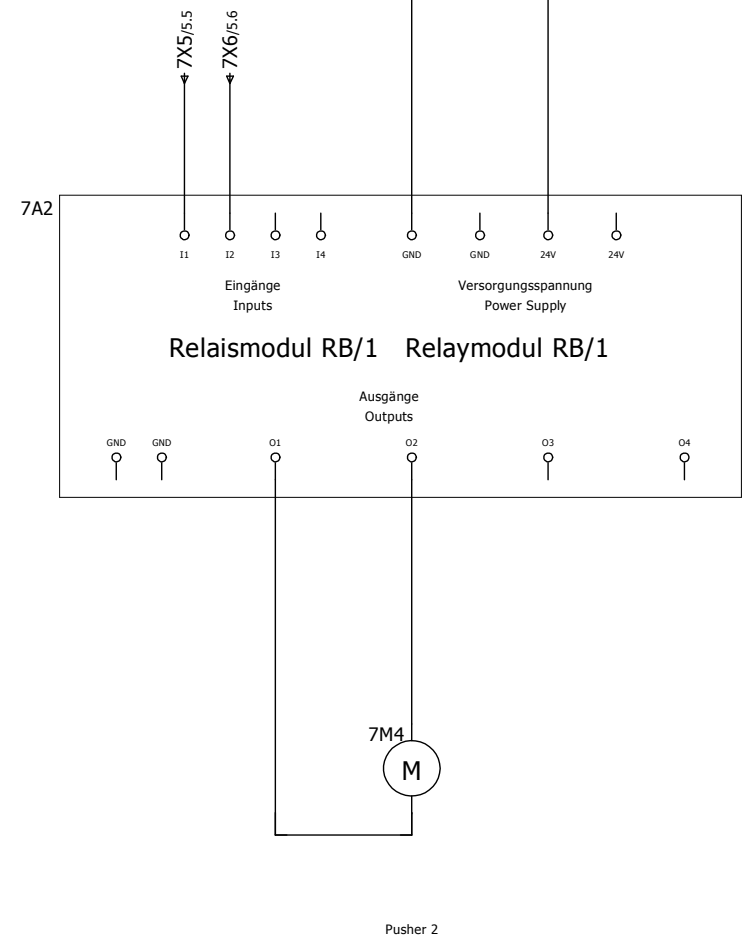 7X5/5.5
7X6/5.6
7A2
I1 I2 I3 I4 GND GND 24V 24V
Eingänge Versorgungsspannung
Inputs Power Supply
Relaismodul RB/1 Relaymodul RB/1
Ausgänge
Outputs
GND GND O1 O2 O3 O4
7M4
M
Pusher 2